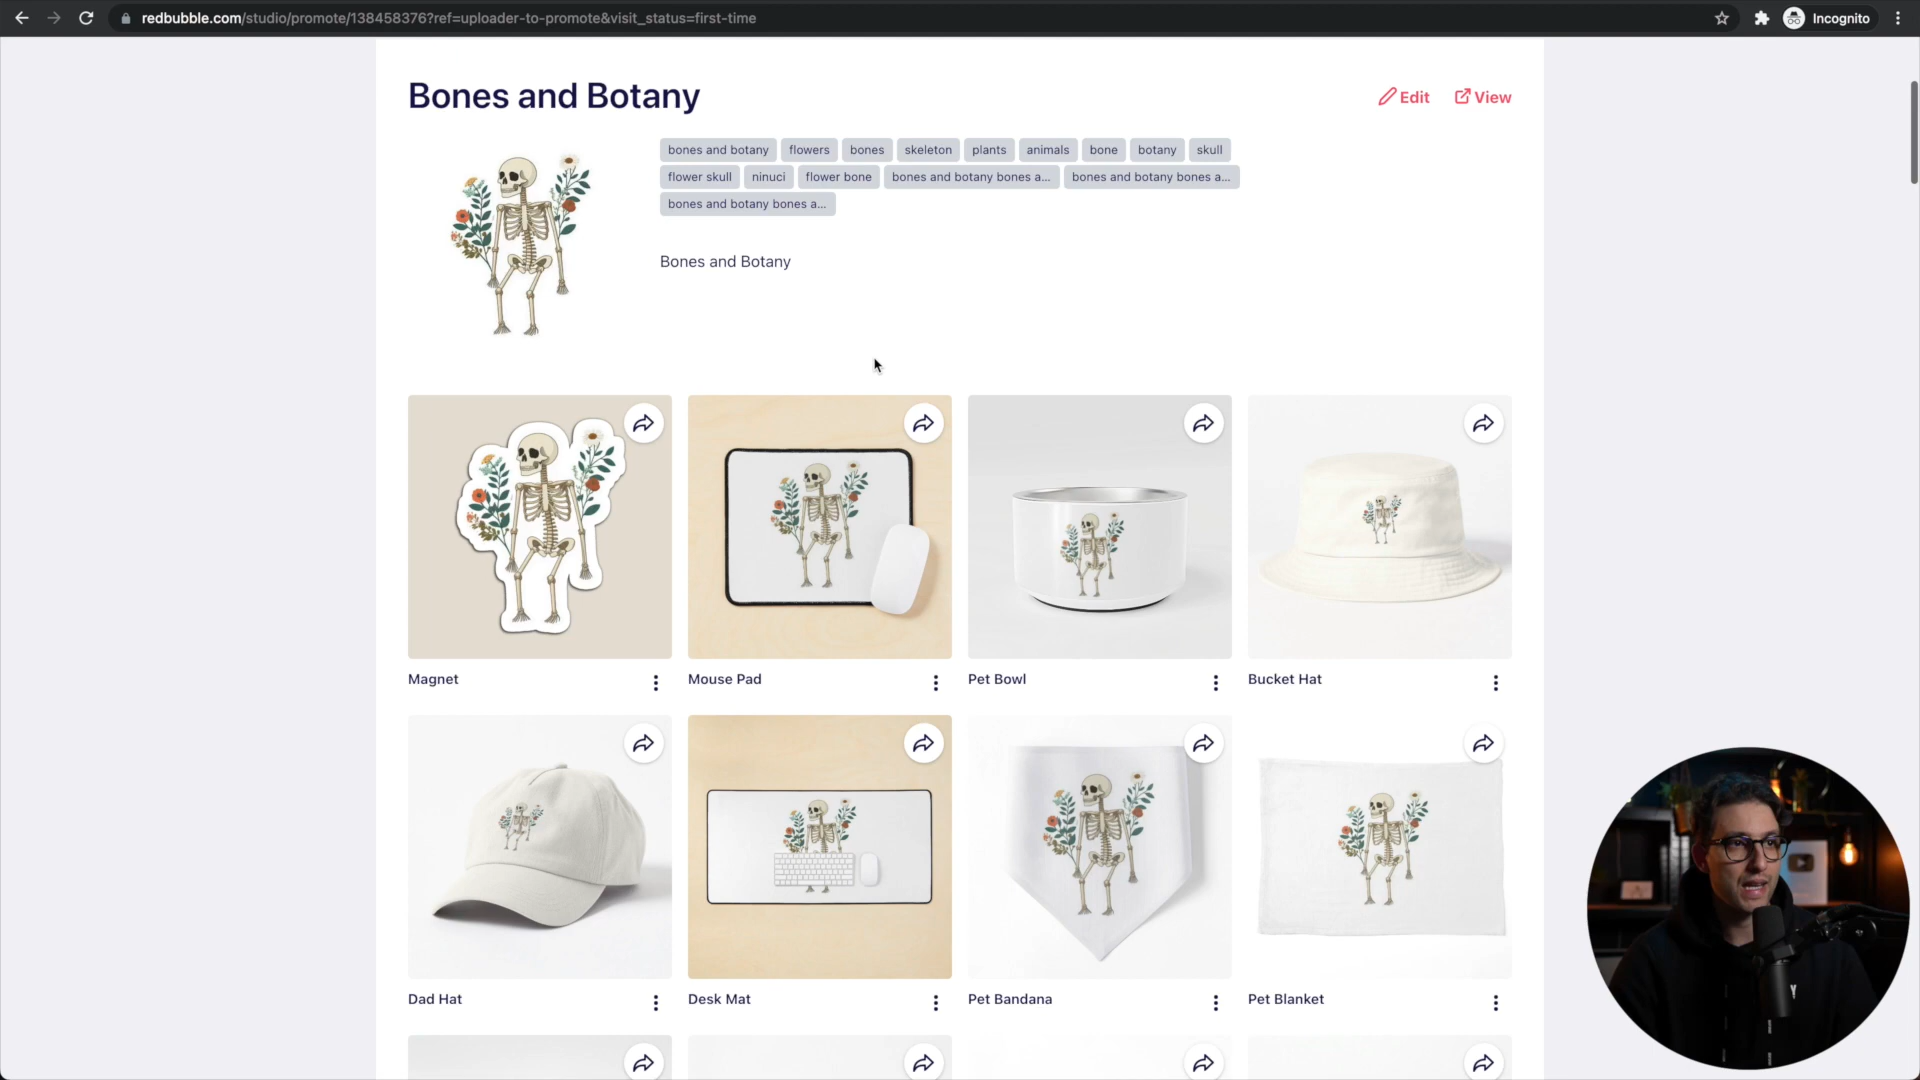 redbubble.com/studio/promote/138458376?ref=uploader-to-promote&visit_status=first-time
Incognito
Bones and Botany
Edit
View
bones and botany flowers bones skeleton plants animals bone botany skull
flower skull ninuci flower bone bones and botany bones a... bones and botany bones a...
bones and botany bones a...
Bones and Botany
Magnet
Mouse Pad
Pet Bowl
Bucket Hat
Dad Hat
Desk Mat
Pet Bandana
Pet Blanket